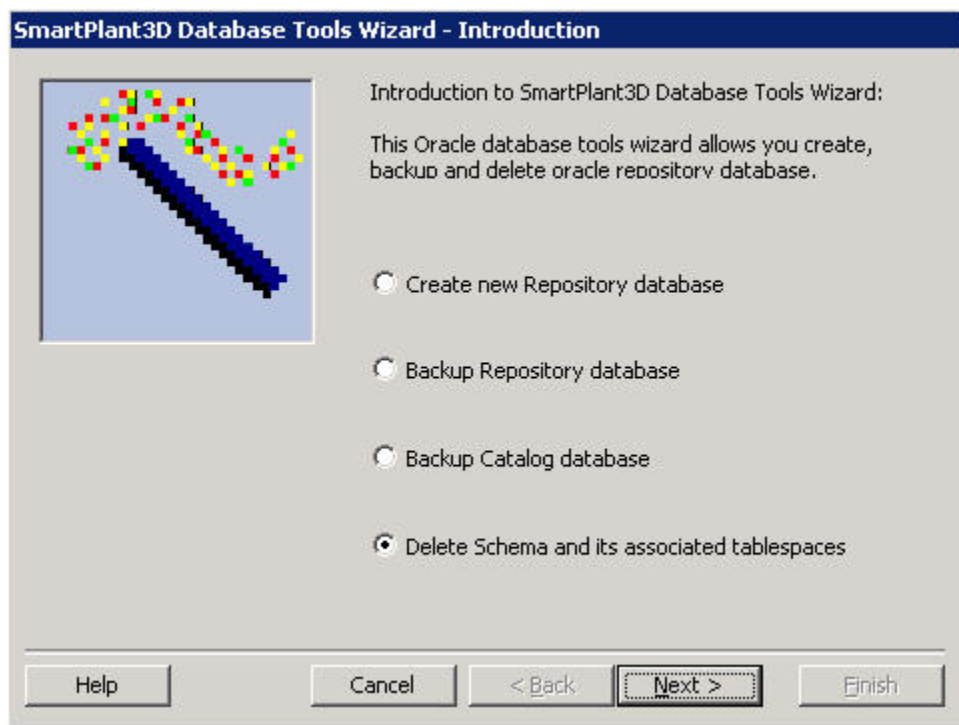 SmartPlant3D Database Tools Wizard - Introduction
Introduction to SmartPlant3D Database Tools Wizard:
This Oracle database tools wizard allows you create,
backup and delete oracle repository database.
Create new Repository database
Backup Repository database
Backup Catalog database
Delete Schema and its associated tablespaces
Help
Cancel
< Back
Next >
Finish